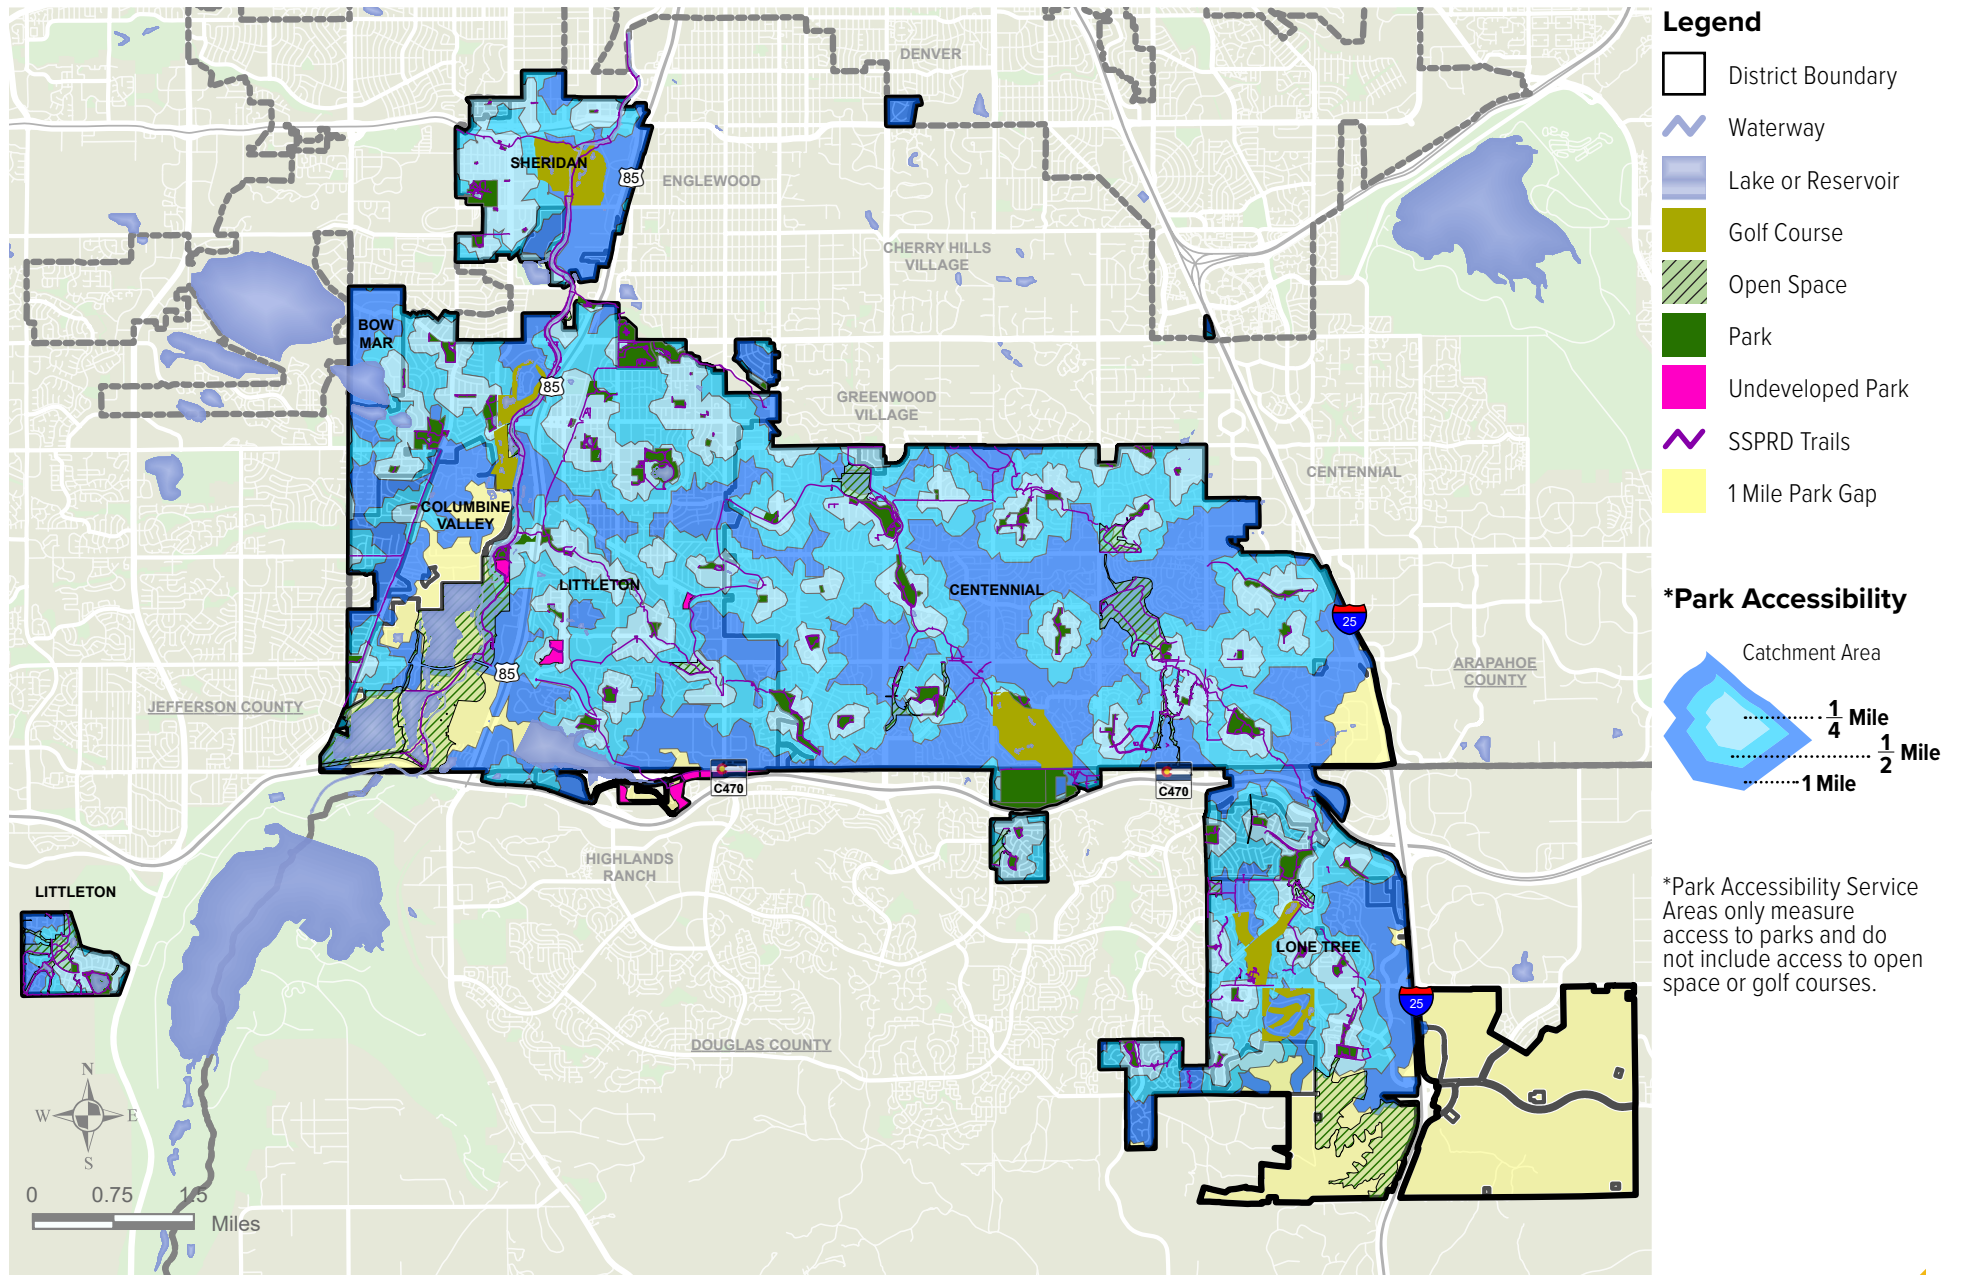 DENVER
SHERIDAN
85
ENGLEWOOD
CHERRY HILLS
VILLAGE
BOW
MAR
85
GREENWOOD
VILLAGE
CENTENNIAL
COLUMBINE
VALLEY
LITTLETON
CENTENNIAL
25
85
ARAPAHOE
COUNTY
JEFFERSON COUNTY
C470
C470
HIGHLANDS
RANCH
LITTLETON
LONE TREE
25
DOUGLAS COUNTY
N
W
E
S
0
0.75
1.5
Miles
Legend
District Boundary
Waterway
Lake or Reservoir
Golf Course
Open Space
Park
Undeveloped Park
SSPRD Trails
1 Mile Park Gap
*Park Accessibility
Catchment Area
1/4 Mile
1/2 Mile
1 Mile
*Park Accessibility Service
Areas only measure
access to parks and do
not include access to open
space or golf courses.